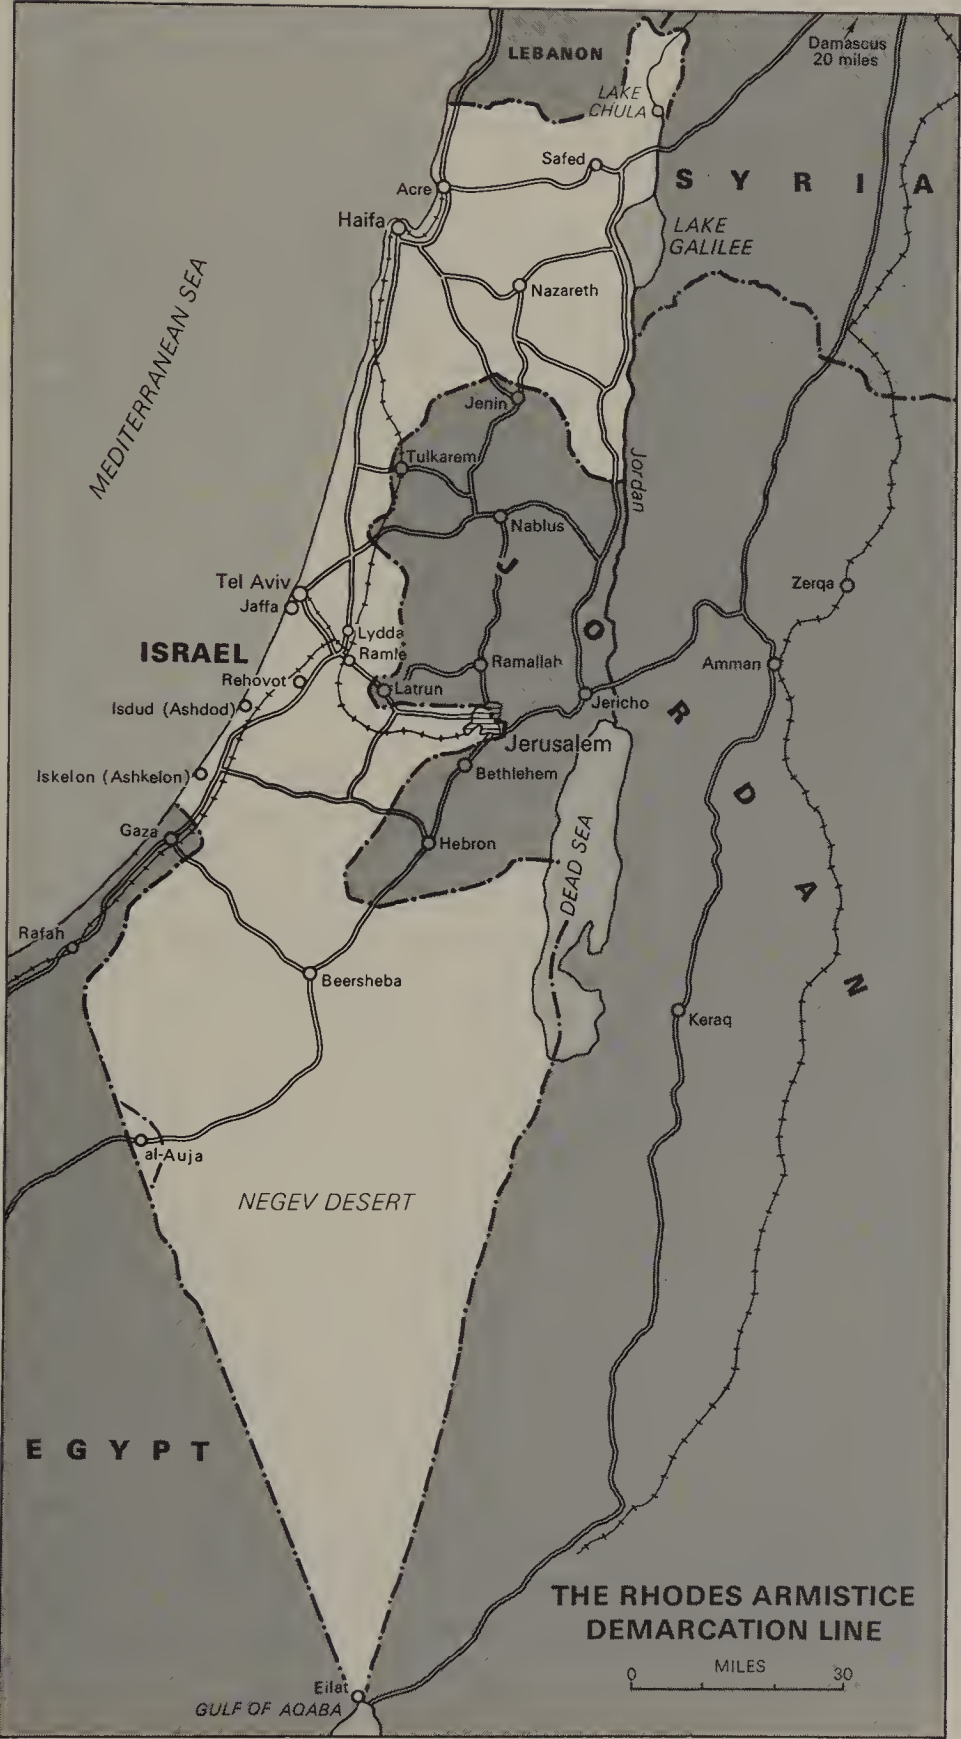 LEBANON
Damascus
20 miles
LAKE
CHULA
Safed
SYRIA
Acre
Haifa
LAKE
GALILEE
MEDITERRANEAN SEA
Nazareth
Jenin
Tulkarem
Jordan
Nablus
Tel Aviv
Jaffa
Zerqa
Lydda
ISRAEL
Ramle
Ramallah
Amman
Rehovot
Latrun
Jericho
Isdud (Ashdod)
JORDAN
Jerusalem
Iskelon (Ashkelon)
Bethlehem
Gaza
Hebron
DEAD SEA
Rafah
Beersheba
Keraq
al-Auja
NEGEV DESERT
EGYPT
THE RHODES ARMISTICE
DEMARCATION LINE
MILES
0 30
Eilat
GULF OF AQABA